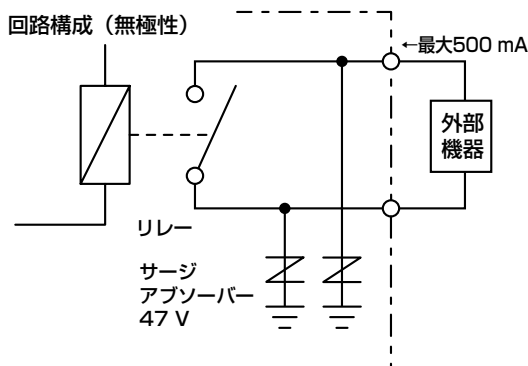 回路構成（無極性）
←最大500 mA
外部
機器
リレー
サージ
アブソーバー
47 V